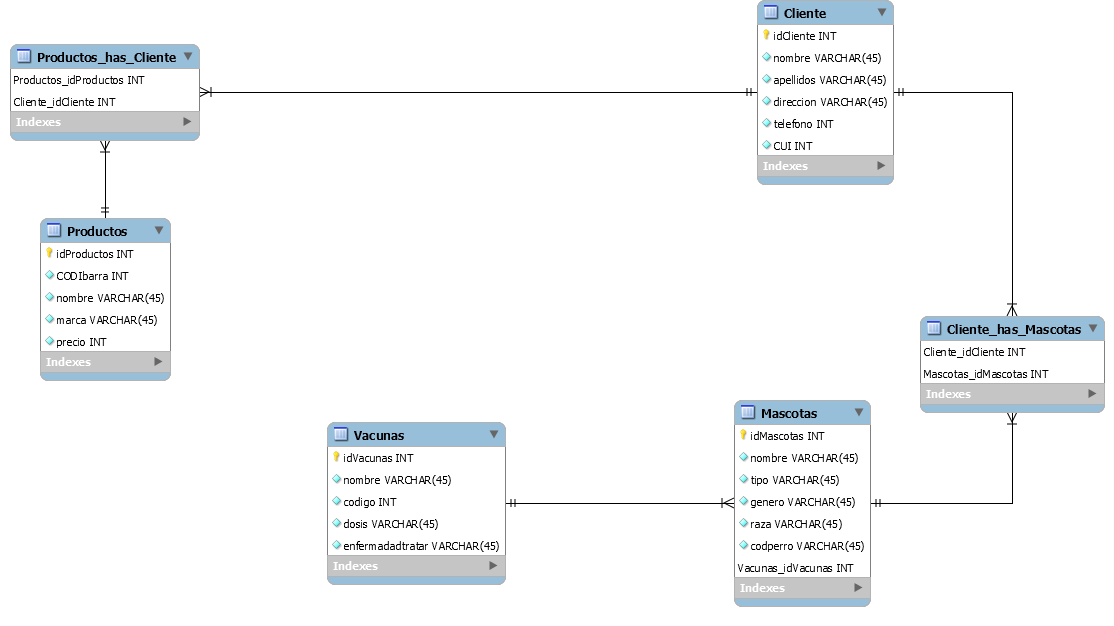 Productos_has_Cliente
Productos_idProductos INT
Cliente_idCliente INT
Indexes
Cliente
idCliente INT
nombre VARCHAR(45)
apellidos VARCHAR(45)
direccion VARCHAR(45)
telefono INT
CUI INT
Indexes
Productos
idProductos INT
CODIbarra INT
nombre VARCHAR(45)
marca VARCHAR(45)
precio INT
Indexes
Cliente_has_Mascotas
Cliente_idCliente INT
Mascotas_idMascotas INT
Indexes
Vacunas
idVacunas INT
nombre VARCHAR(45)
codigo INT
dosis VARCHAR(45)
enfermadadtratar VARCHAR(45)
Indexes
Mascotas
idMascotas INT
nombre VARCHAR(45)
tipo VARCHAR(45)
genero VARCHAR(45)
raza VARCHAR(45)
codperro VARCHAR(45)
Vacunas_idVacunas INT
Indexes